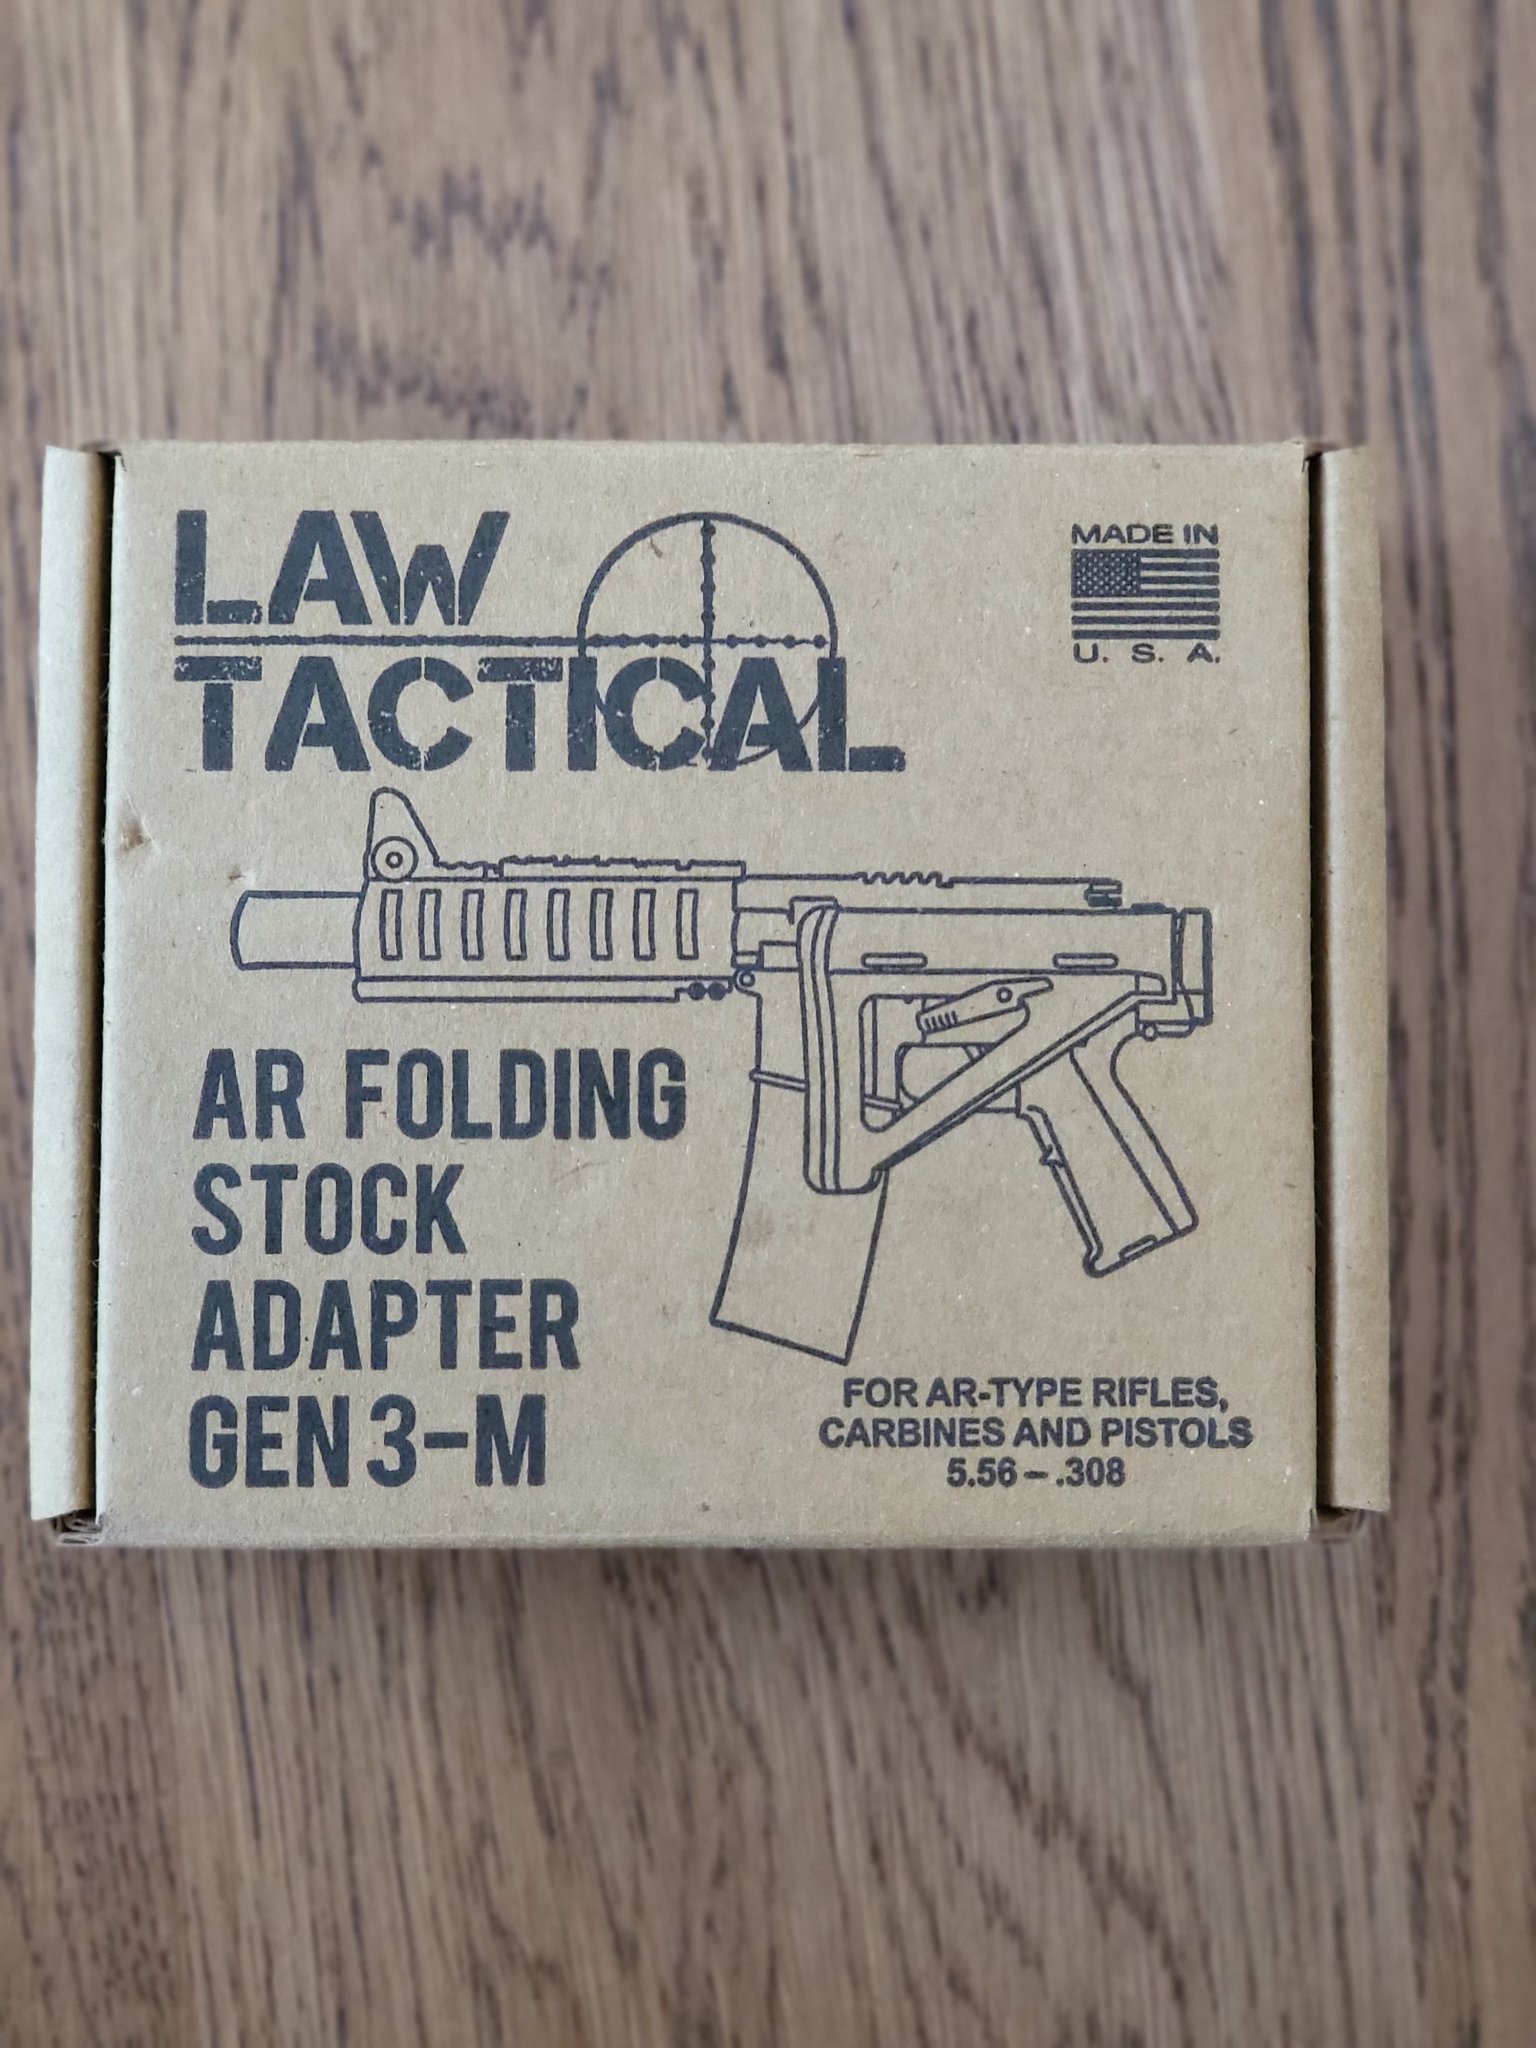 LAW
TACTICAL
MADE IN
U. S. A.
AR FOLDING
STOCK
ADAPTER
GEN 3-M
FOR AR-TYPE RIFLES,
CARBINES AND PISTOLS
5.56 – .308